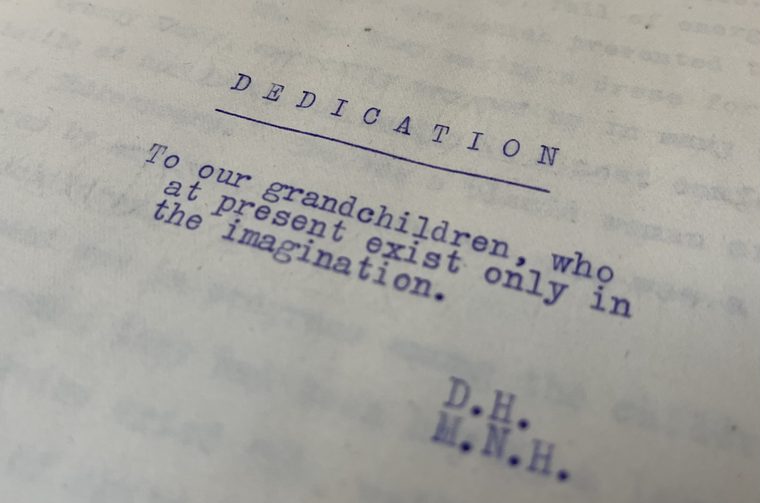 DEDICATION
To our grandchildren, who
at present exist only in
the imagination.
D.H.
M.N.H.